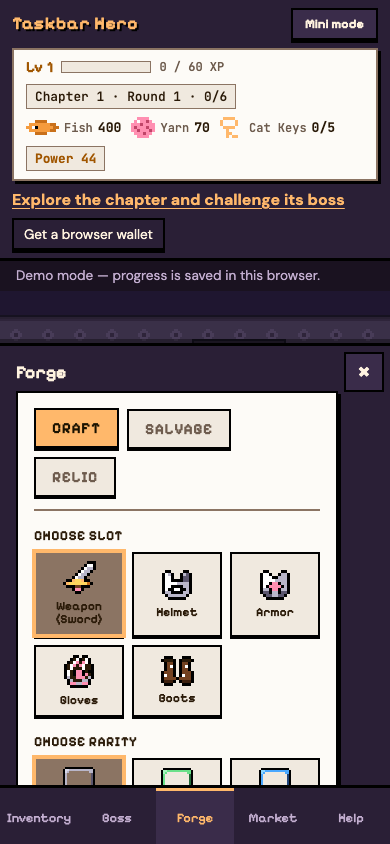 Taskbar Hero
Mini mode
Lv 1 0 / 60 XP
Chapter 1 · Round 1 · 0/6
Fish 400 Yarn 70 Cat Keys 0/5
Power 44
Explore the chapter and challenge its boss
Get a browser wallet
Demo mode — progress is saved in this browser.
Forge
CRAFT
SALVAGE
RELIC
CHOOSE SLOT
Weapon
(Sword)
Helmet
Armor
Gloves
Boots
CHOOSE RARITY
Inventory
Boss
Forge
Market
Help